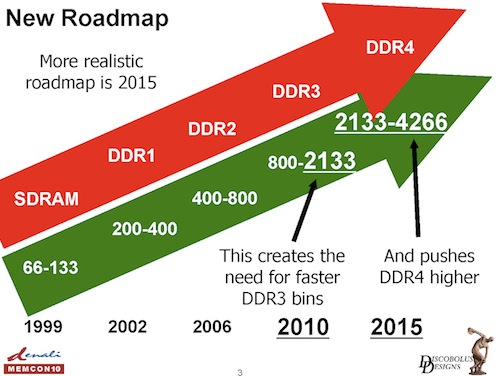 New Roadmap
More realistic
roadmap is 2015
DDR4
DDR3
DDR2
DDR1
SDRAM
2133-4266
800-2133
400-800
200-400
66-133
This creates the
need for faster
DDR3 bins
And pushes
DDR4 higher
1999 2002 2006 2010 2015
denali
MEMCON10
3
DISCOBOLUS
DESIGNS